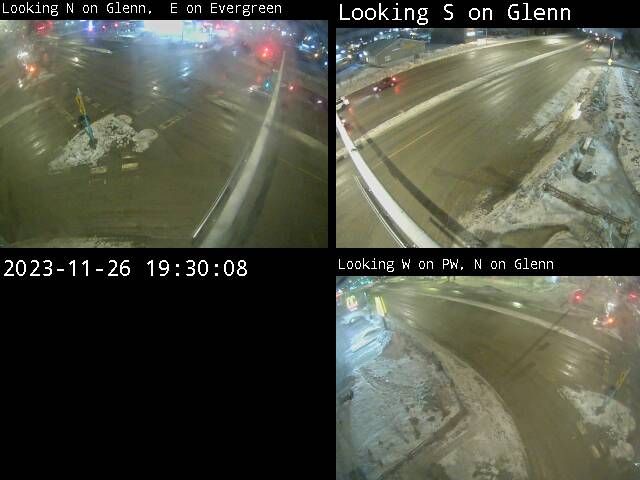 Looking N on Glenn,  E on Evergreen
Looking S on Glenn
2023-11-26 19:30:08
Looking W on PW, N on Glenn